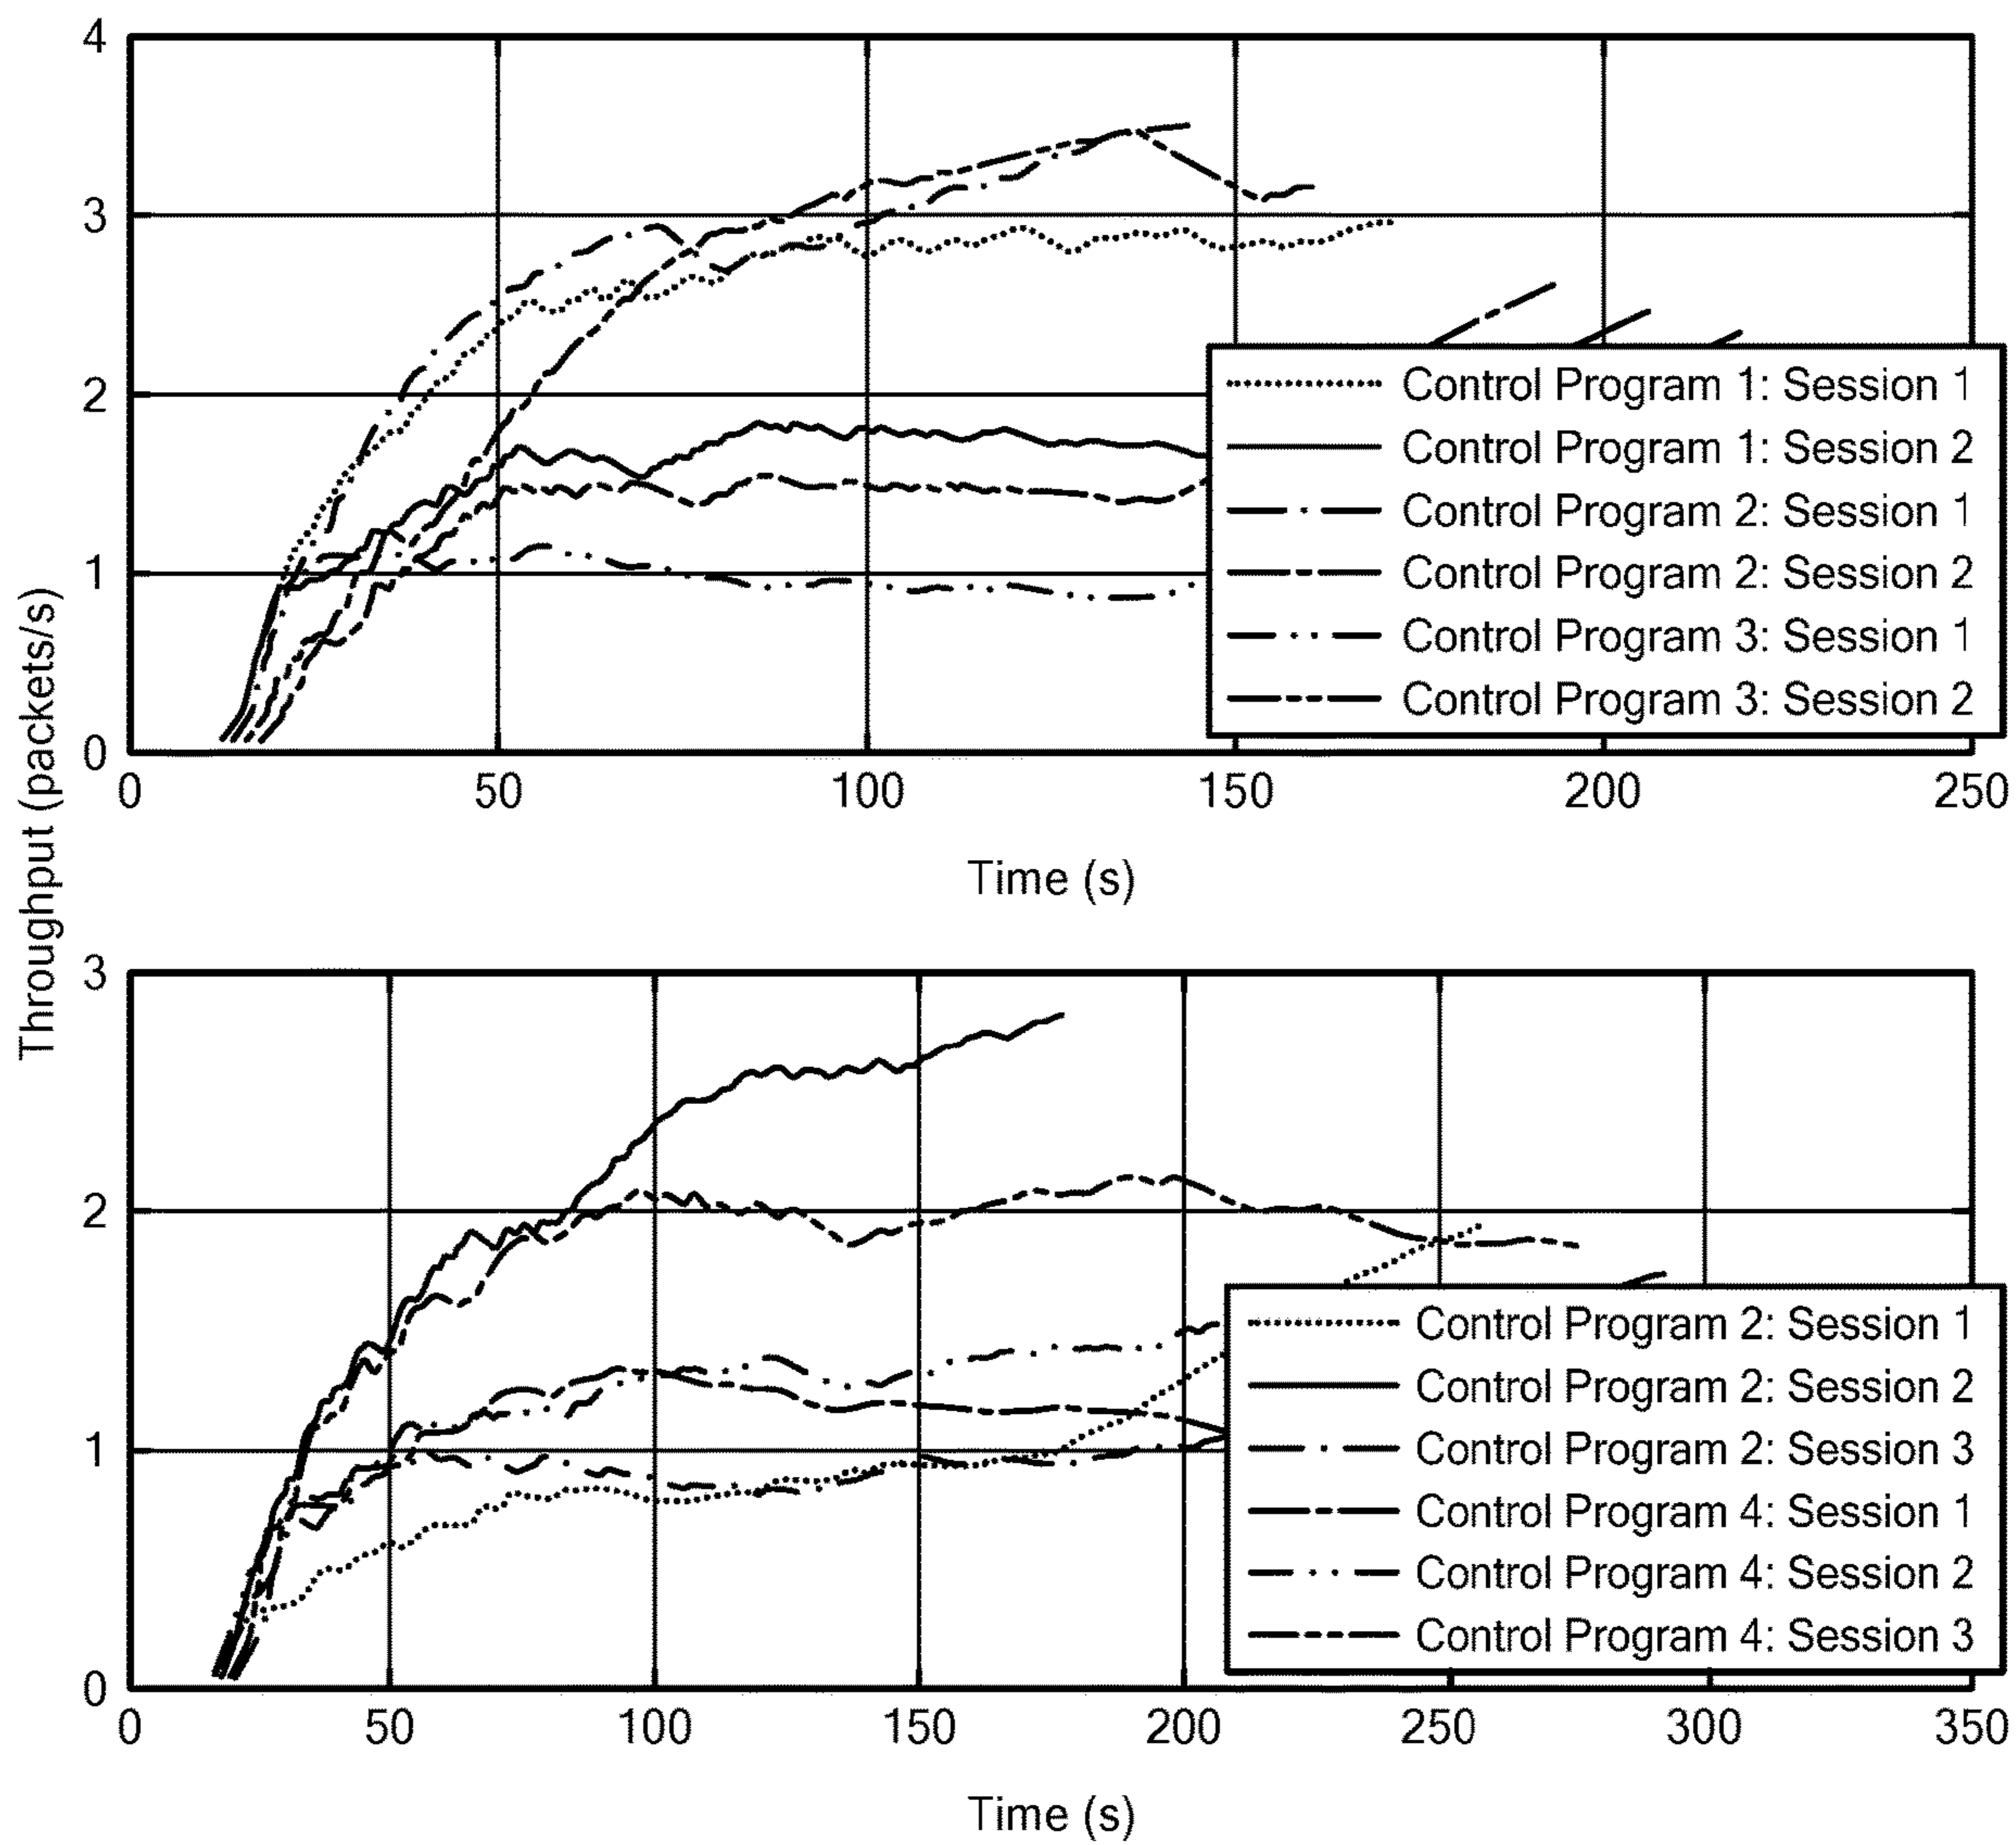 Throughput (packets/s)
4
3
2
1
0
0 50 100 150 200 250
Time (s)
Control Program 1: Session 1
Control Program 1: Session 2
Control Program 2: Session 1
Control Program 2: Session 2
Control Program 3: Session 1
Control Program 3: Session 2
3
2
1
0
0 50 100 150 200 250 300 350
Time (s)
Control Program 2: Session 1
Control Program 2: Session 2
Control Program 2: Session 3
Control Program 4: Session 1
Control Program 4: Session 2
Control Program 4: Session 3